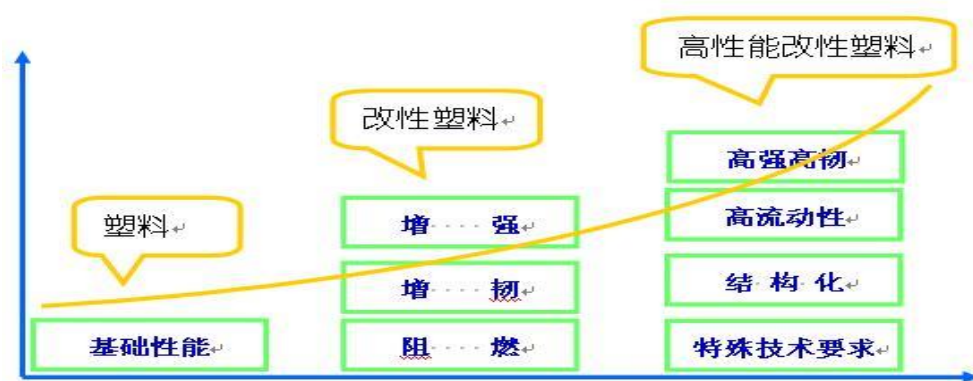 高性能改性塑料
改性塑料
塑料
高强高韧
高流动性
结构化
特殊技术要求
增····强
增····韧
阻····燃
基础性能